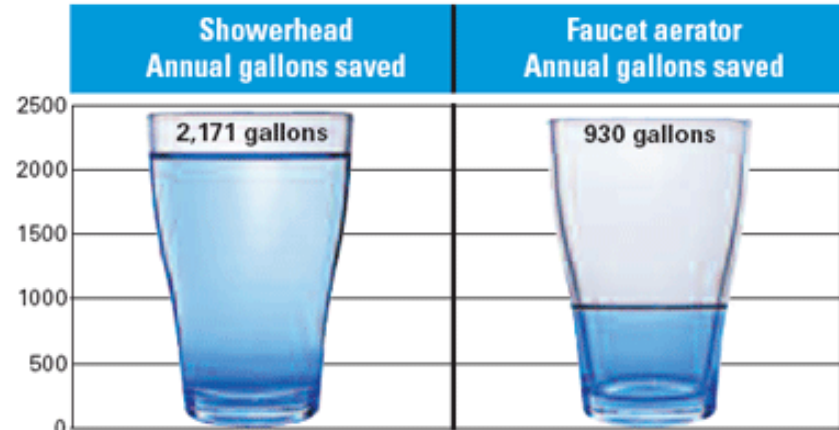 Showerhead
Annual gallons saved
Faucet aerator
Annual gallons saved
2500
2,171 gallons
930 gallons
2000
1500
1000
500
0